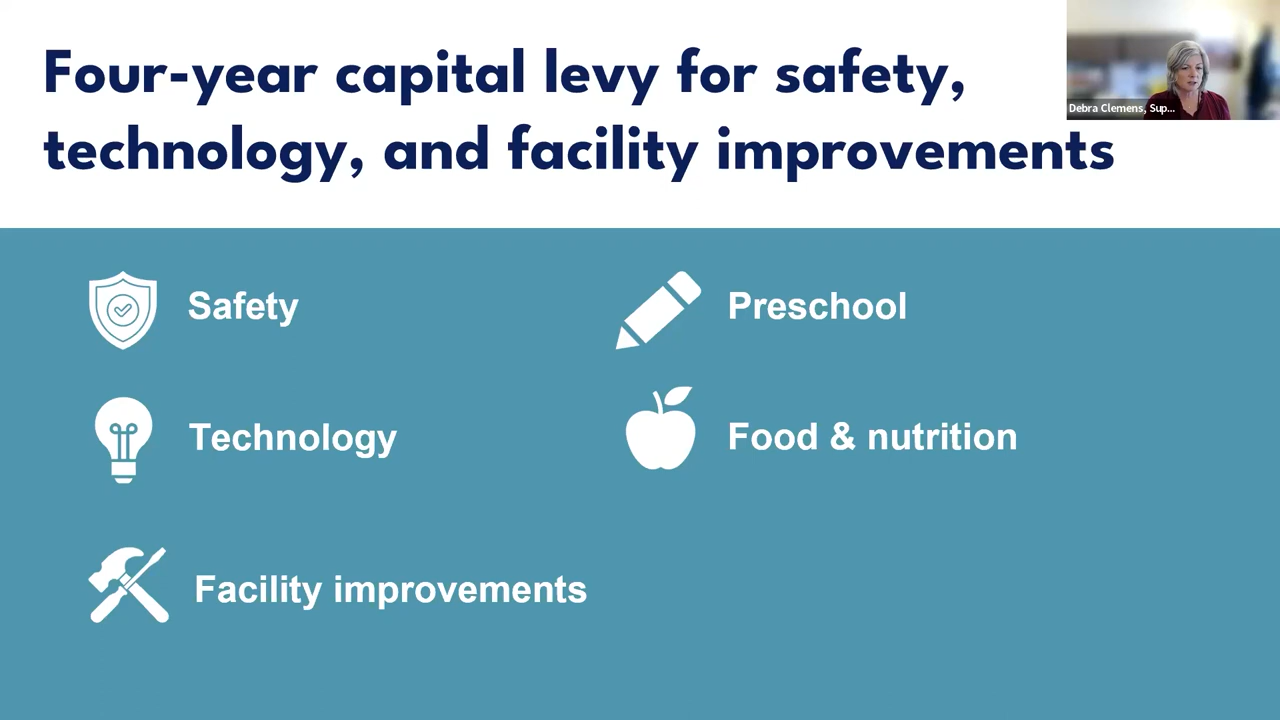 Four-year capital levy for safety,
technology, and facility improvements
Debra Clemens, Sup...
Safety
Preschool
Technology
Food & nutrition
Facility improvements